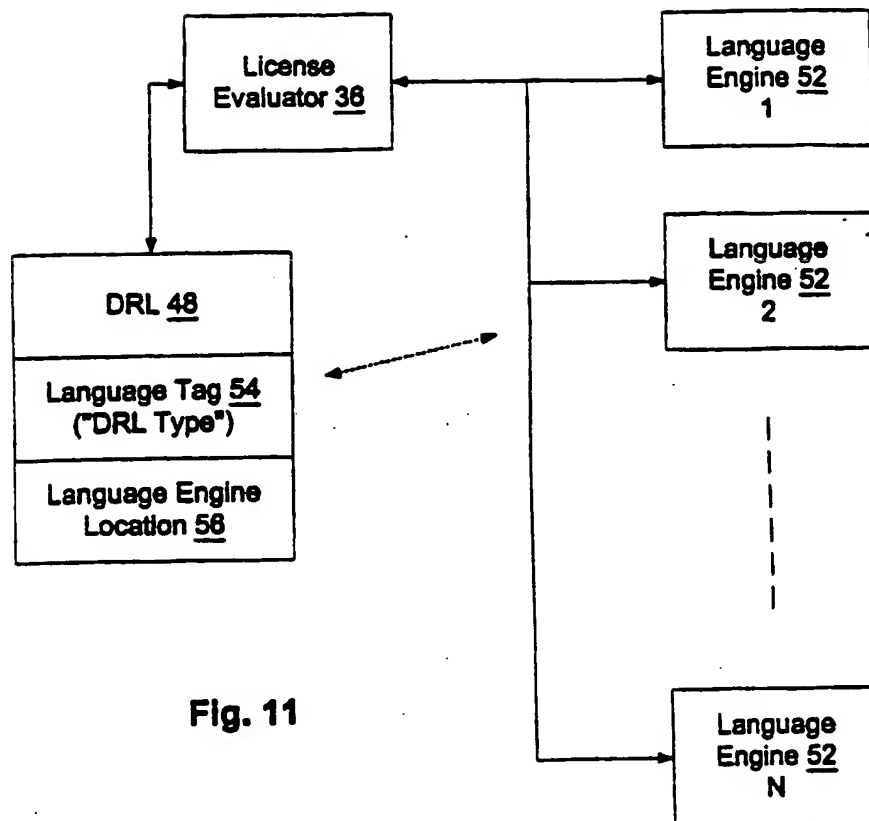 License
Evaluator 36
Language
Engine 52
1
Language
Engine 52
2
DRL 48
Language Tag 54
("DRL Type")
Language Engine
Location 56
Fig. 11
Language
Engine 52
N